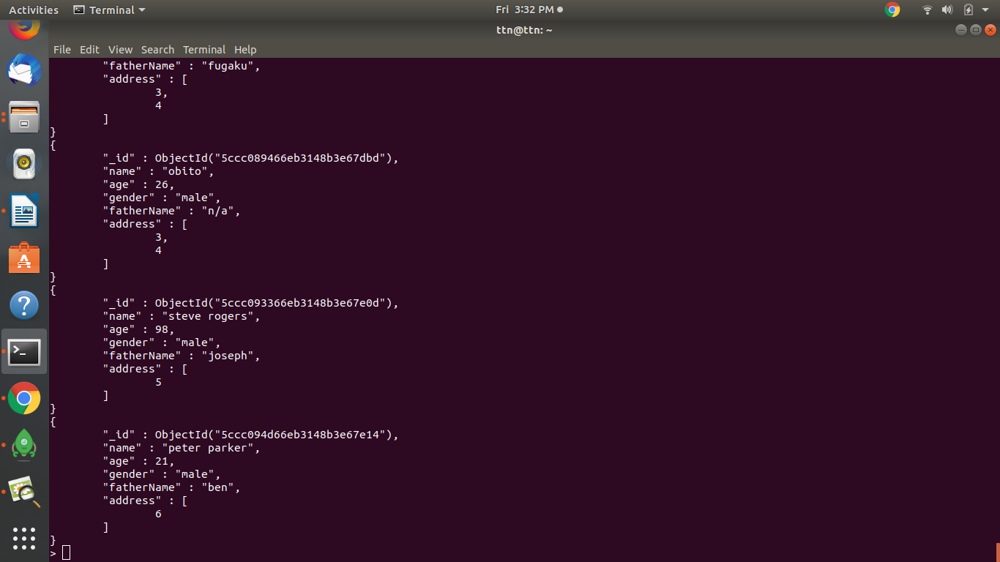 Activities Terminal Fri 3:32 PM
ttn@ttn: ~
File Edit View Search Terminal Help
"fatherName" : "fugaku",
"address" : [
3,
4
]
}
{
"_id" : ObjectId("5ccc089466eb3148b3e67dbd"),
"name" : "obito",
"age" : 26,
"gender" : "male",
"fatherName" : "n/a",
"address" : [
3,
4
]
}
{
"_id" : ObjectId("5ccc093366eb3148b3e67e0d"),
"name" : "steve rogers",
"age" : 98,
"gender" : "male",
"fatherName" : "joseph",
"address" : [
5
]
}
{
"_id" : ObjectId("5ccc094d66eb3148b3e67e14"),
"name" : "peter parker",
"age" : 21,
"gender" : "male",
"fatherName" : "ben",
"address" : [
6
]
}
>